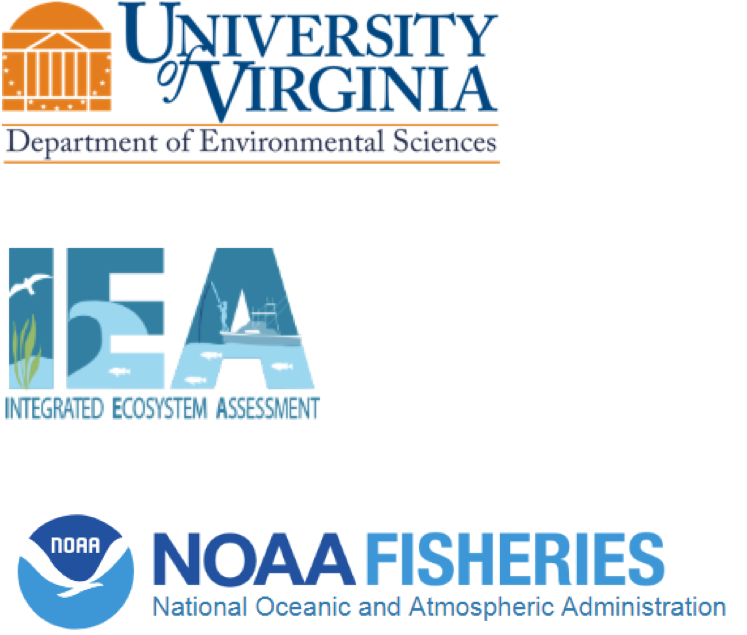 UNIVERSITY
of VIRGINIA
Department of Environmental Sciences
IEA
INTEGRATED ECOSYSTEM ASSESSMENT
NOAA
NOAA FISHERIES
National Oceanic and Atmospheric Administration